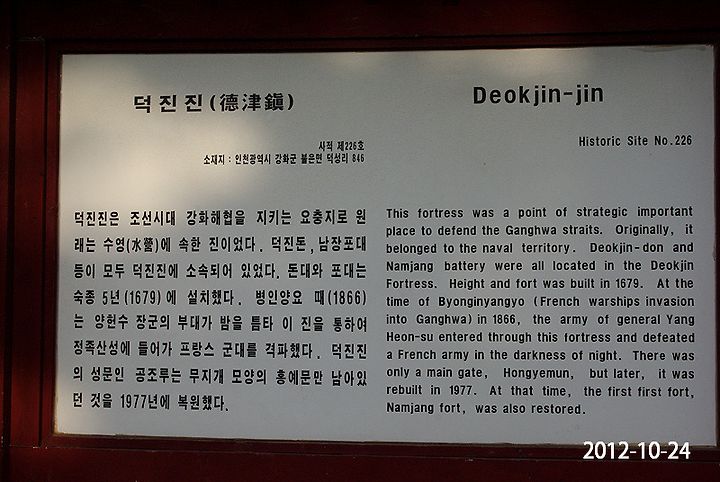 덕진진(德津鎭)
사적 제226호
소재지 : 인천광역시 강화군 불은면 덕성리 846
덕진진은 조선시대 강화해협을 지키는 요충지로 원
래는 수영(水營)에 속한 진이었다. 덕진돈, 남장포대
등이 모두 덕진진에 소속되어 있었다. 돈대와 포대는
숙종 5년(1679)에 설치했다. 병인양요 때(1866)
는 양헌수 장군의 부대가 밤을 틈타 이 진을 통하여
정족산성에 들어가 프랑스 군대를 격파했다. 덕진진
의 성문인 공조루는 무지개 모양의 홍예문만 남아있
던 것을 1977년에 복원했다.
Deokjin-jin
Historic Site No.226
This fortress was a point of strategic important
place to defend the Ganghwa straits. Originally, it
belonged to the naval territory. Deokjin-don and
Namjang battery were all located in the Deokjin
Fortress. Height and fort was built in 1679. At the
time of Byonginyangyo (French warships invasion
into Ganghwa) in 1866, the army of general Yang
Heon-su entered through this fortress and defeated
a French army in the darkness of night. There was
only a main gate, Hongyemun, but later, it was
rebuilt in 1977. At that time, the first first fort,
Namjang fort, was also restored.
2012-10-24